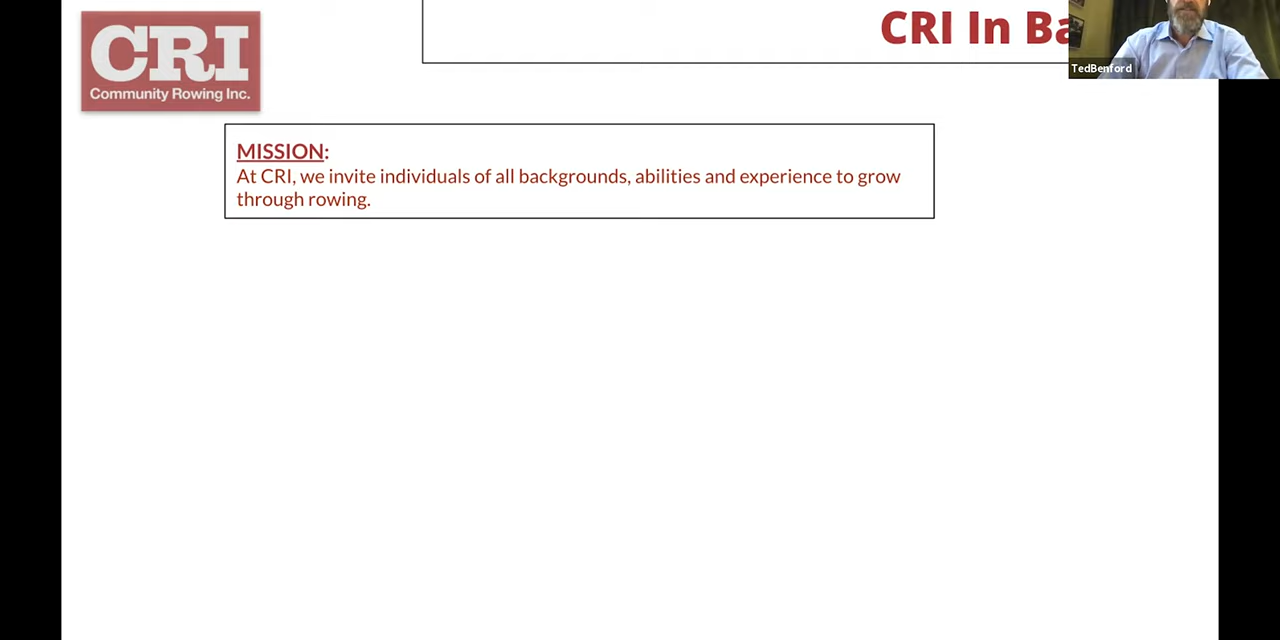 CRI
Community Rowing Inc.
CRI In
TedBenford
MISSION:
At CRI, we invite individuals of all backgrounds, abilities and experience to grow
through rowing.